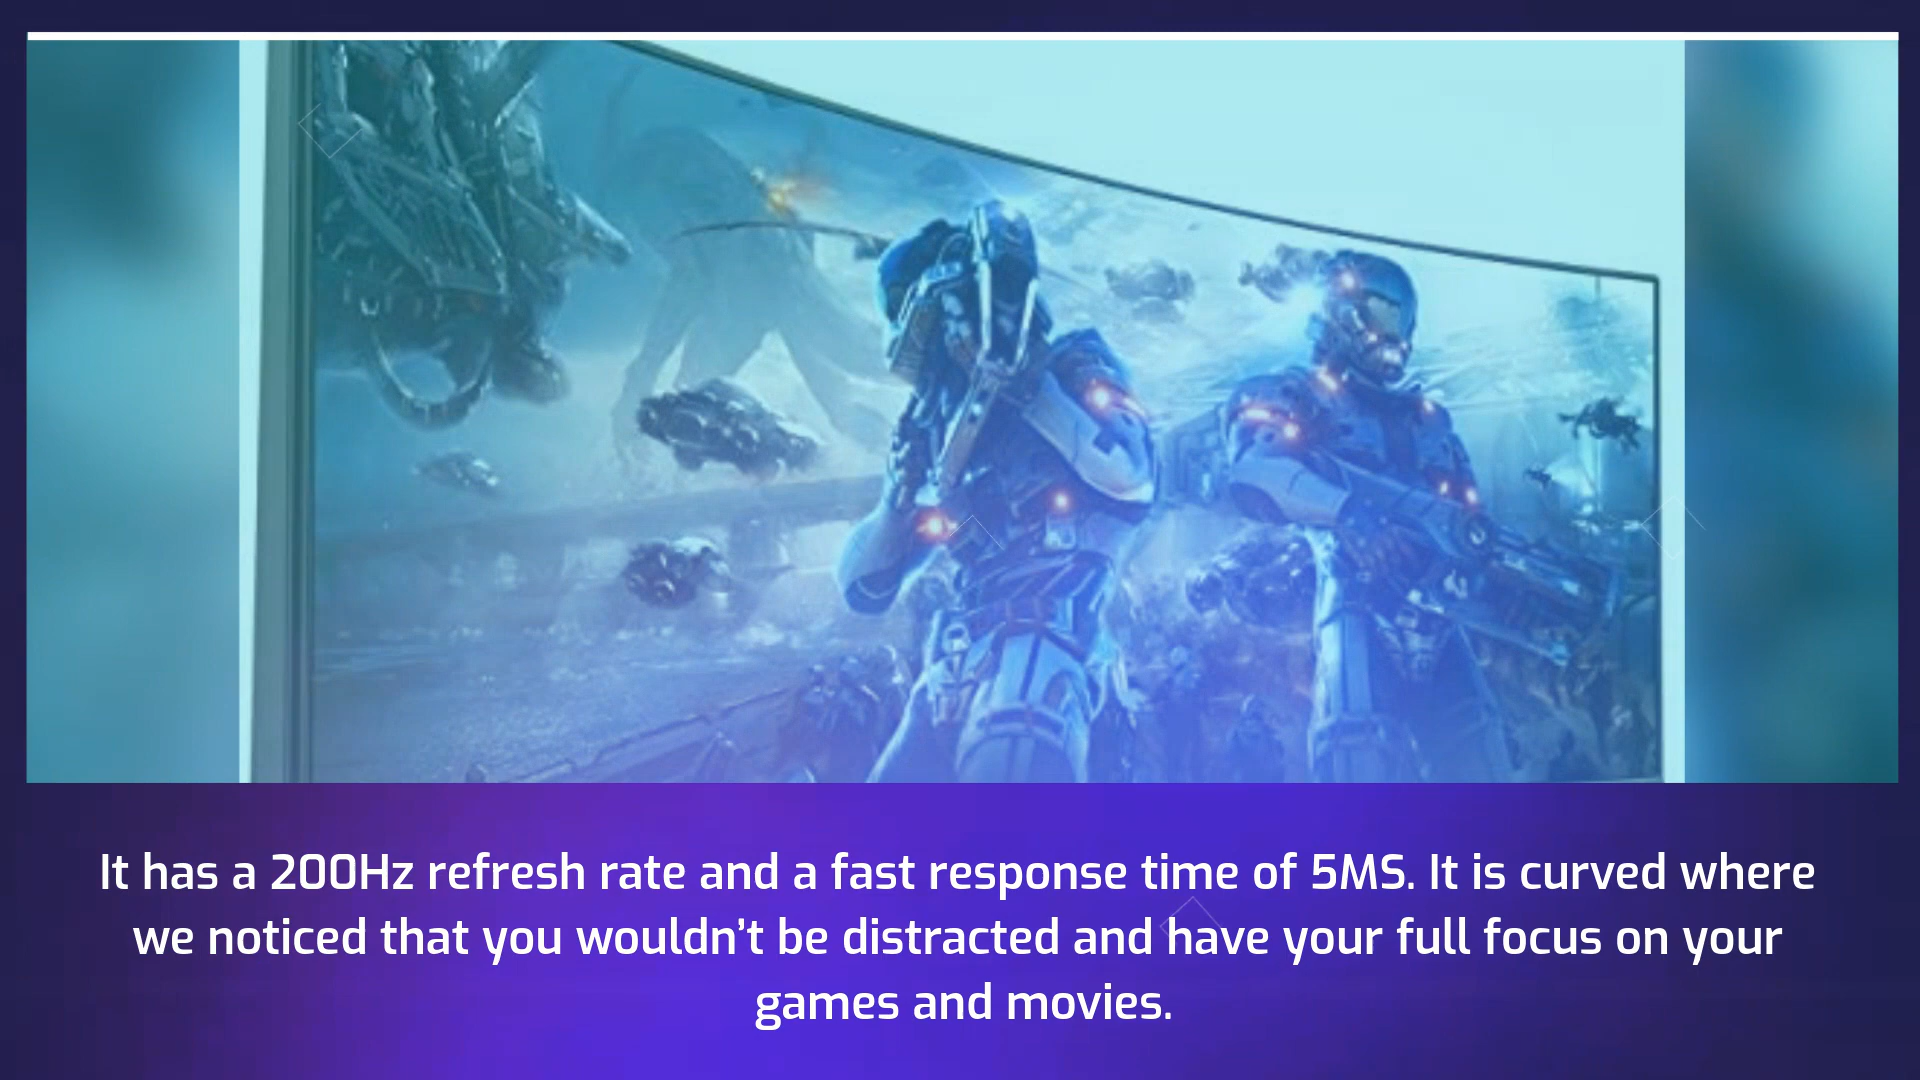 It has a 200Hz refresh rate and a fast response time of 5MS. It is curved where
we noticed that you wouldn’t be distracted and have your full focus on your
games and movies.